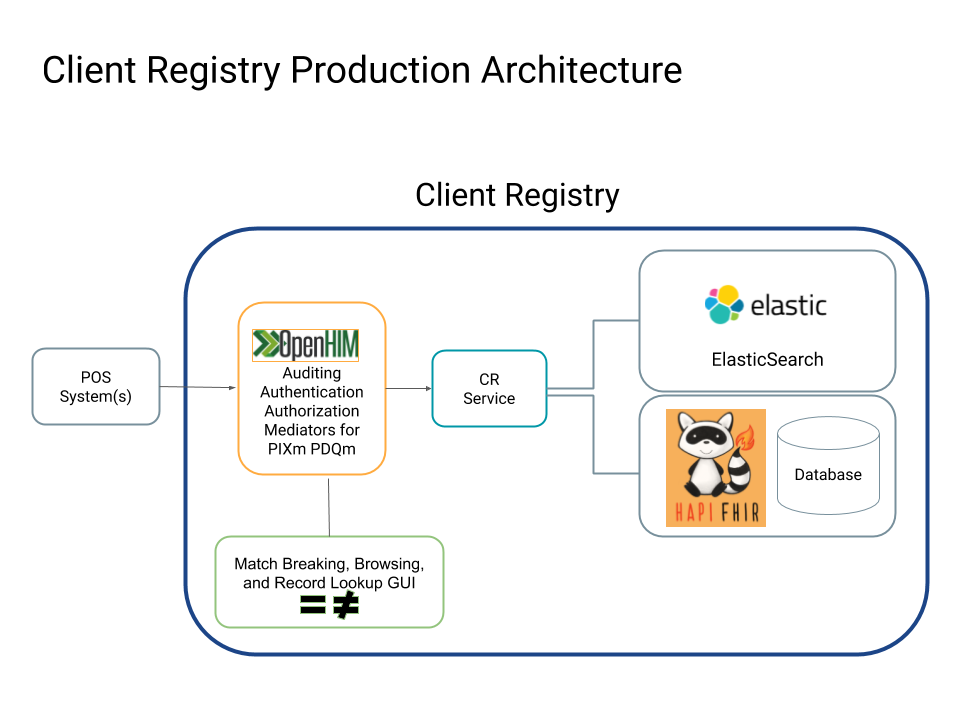 Client Registry Production Architecture
Client Registry
elastic
ElasticSearch
OpenHIM
Auditing
Authentication
Authorization
Mediators for
PIXm PDQm
POS
System(s)
CR
Service
HAPI FHIR
Database
Match Breaking, Browsing,
and Record Lookup GUI
= ≠